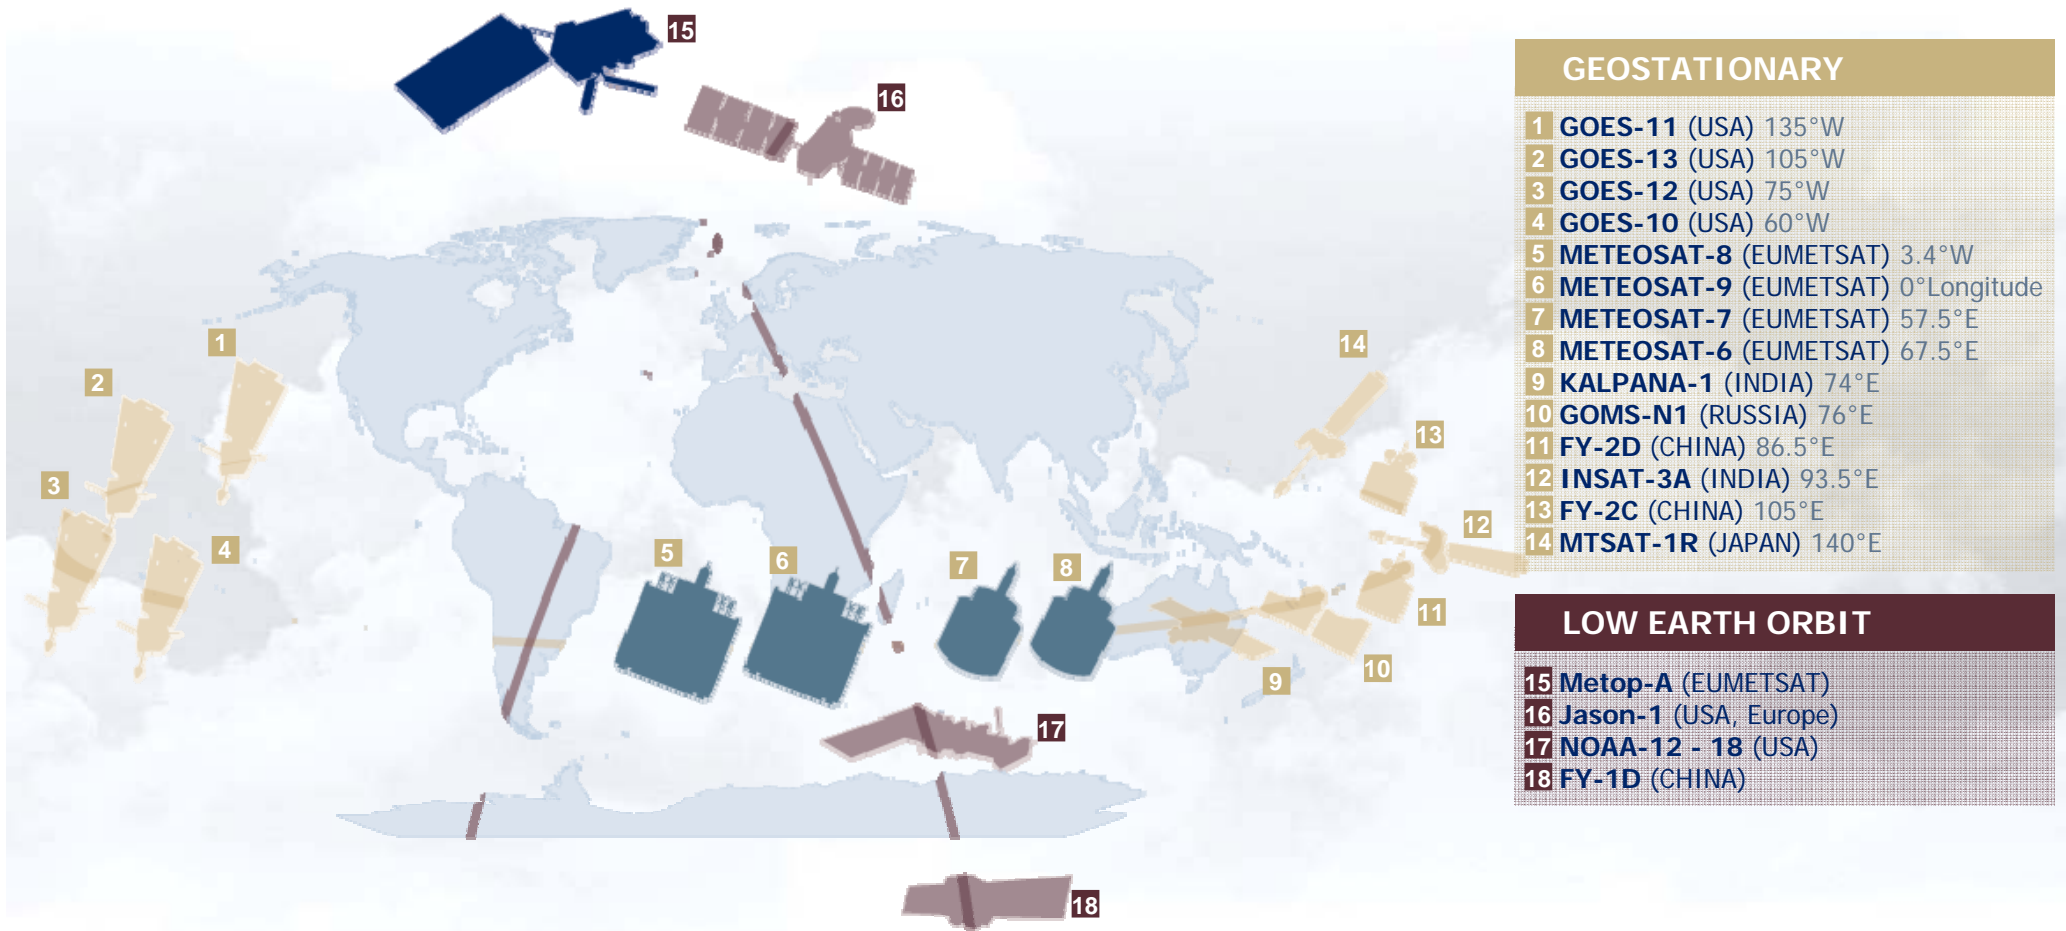 15
16
1
2
14
13
3
12
4
5
6
7
8
11
10
9
17
18
GEOSTATIONARY
1 GOES-11 (USA) 135°W
2 GOES-13 (USA) 105°W
3 GOES-12 (USA) 75°W
4 GOES-10 (USA) 60°W
5 METEOSAT-8 (EUMETSAT) 3.4°W
6 METEOSAT-9 (EUMETSAT) 0°Longitude
7 METEOSAT-7 (EUMETSAT) 57.5°E
8 METEOSAT-6 (EUMETSAT) 67.5°E
9 KALPANA-1 (INDIA) 74°E
10 GOMS-N1 (RUSSIA) 76°E
11 FY-2D (CHINA) 86.5°E
12 INSAT-3A (INDIA) 93.5°E
13 FY-2C (CHINA) 105°E
14 MTSAT-1R (JAPAN) 140°E
LOW EARTH ORBIT
15 Metop-A (EUMETSAT)
16 Jason-1 (USA, Europe)
17 NOAA-12 - 18 (USA)
18 FY-1D (CHINA)